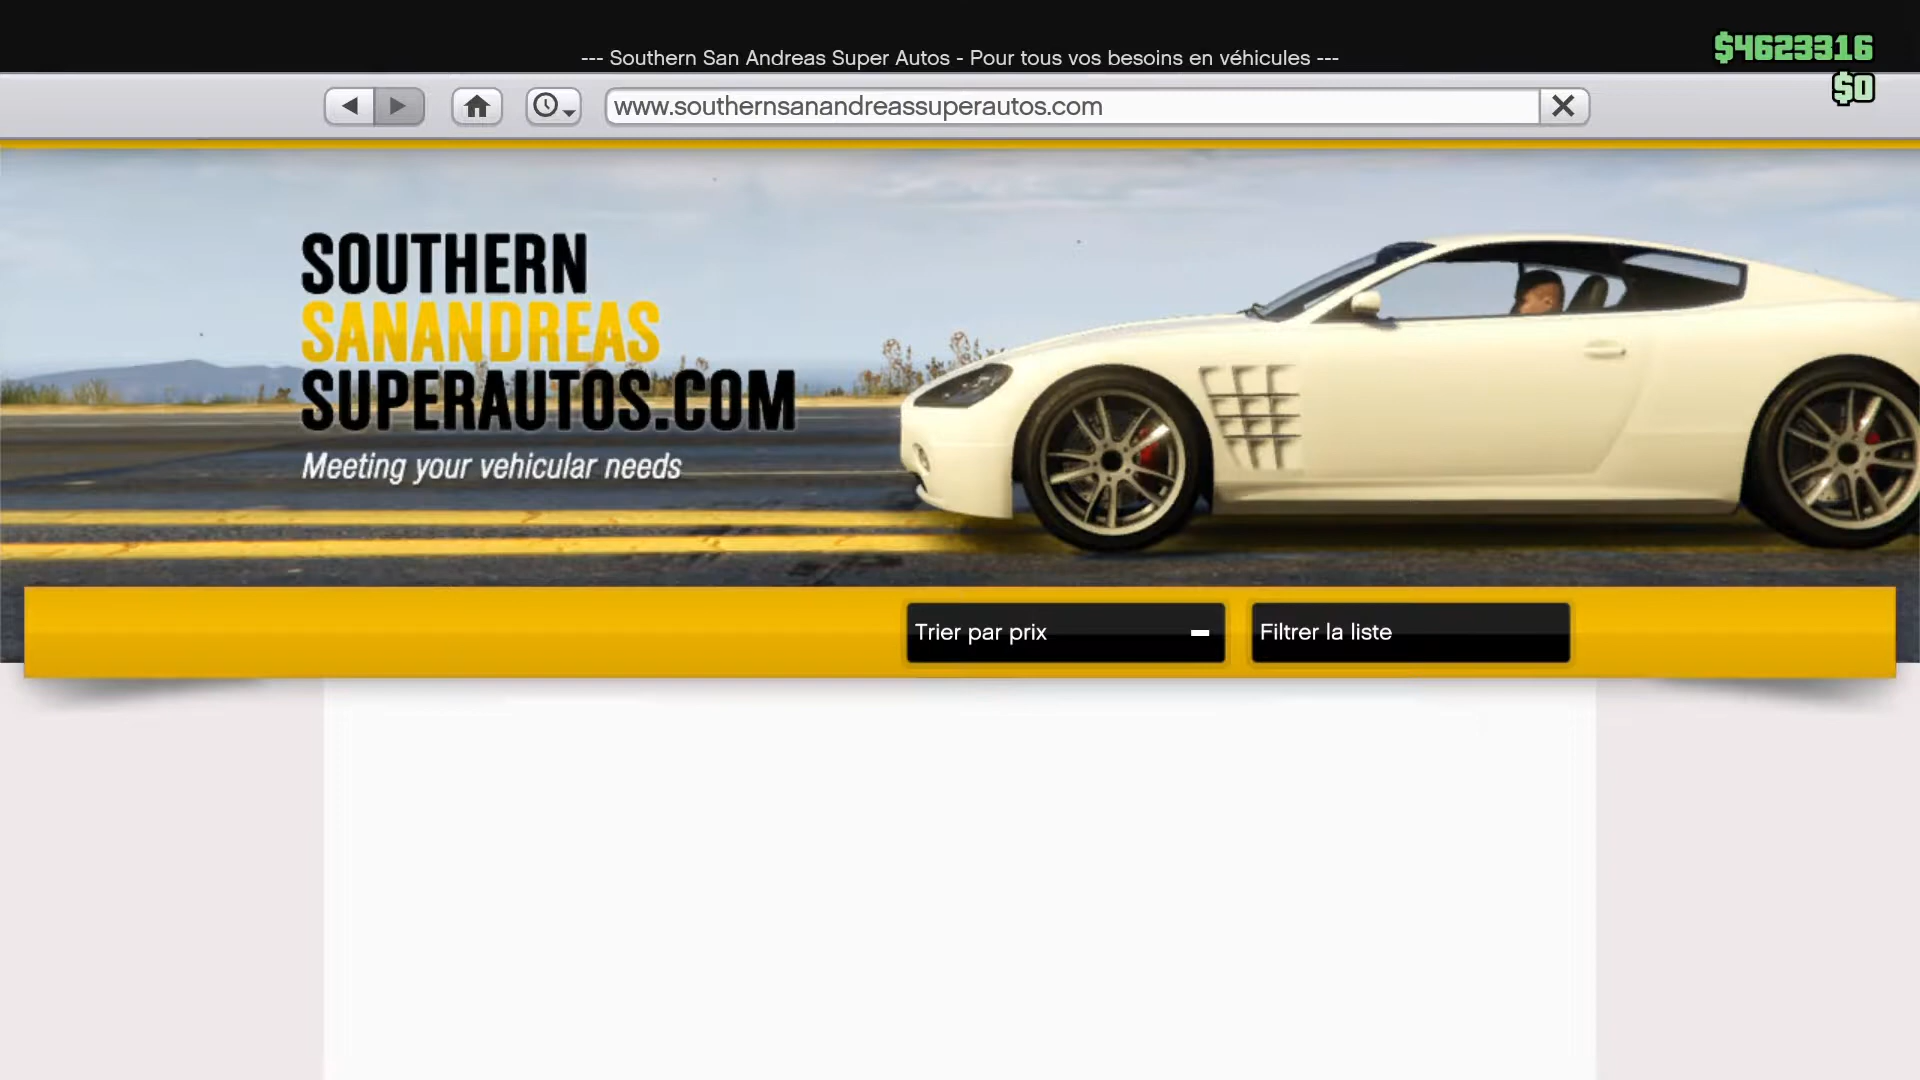 --- Southern San Andreas Super Autos - Pour tous vos besoins en véhicules ---
$4623316
$0
www.southernsanandreassuperautos.com
SOUTHERN
SANANDREAS
SUPERAUTOS.COM
Meeting your vehicular needs
Trier par prix
Filtrer la liste